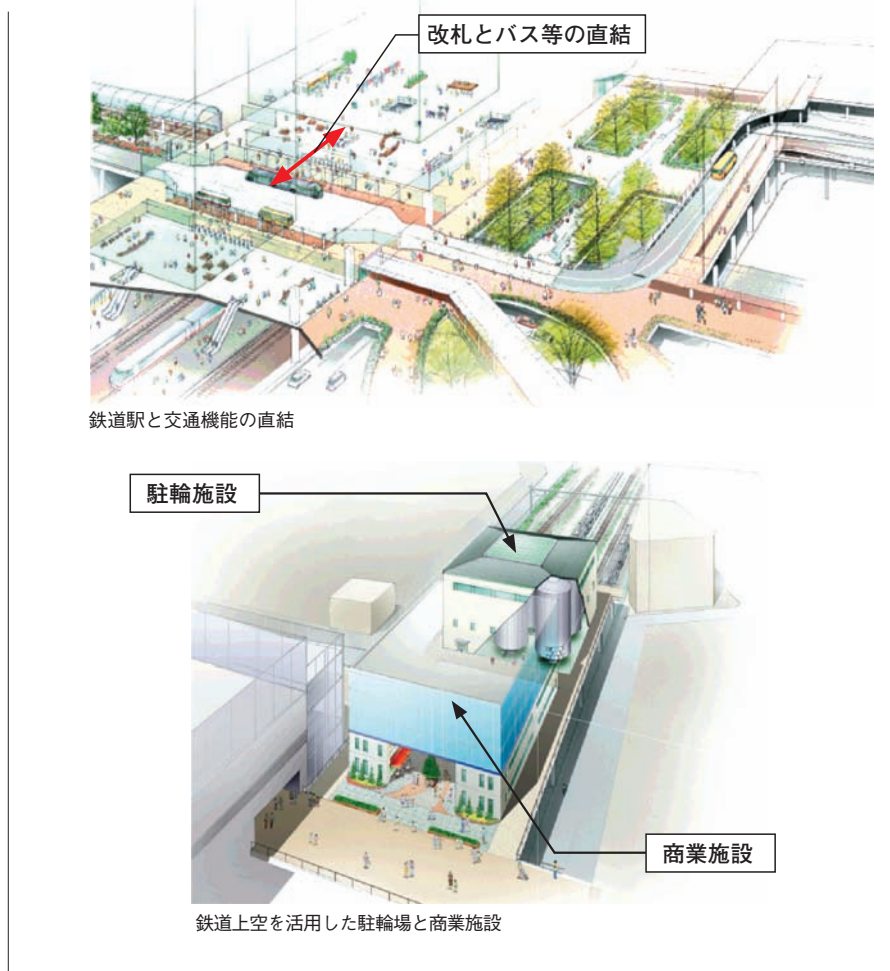 改札とバス等の直結
鉄道駅と交通機能の直結
駐輪施設
商業施設
鉄道上空を活用した駐輪場と商業施設